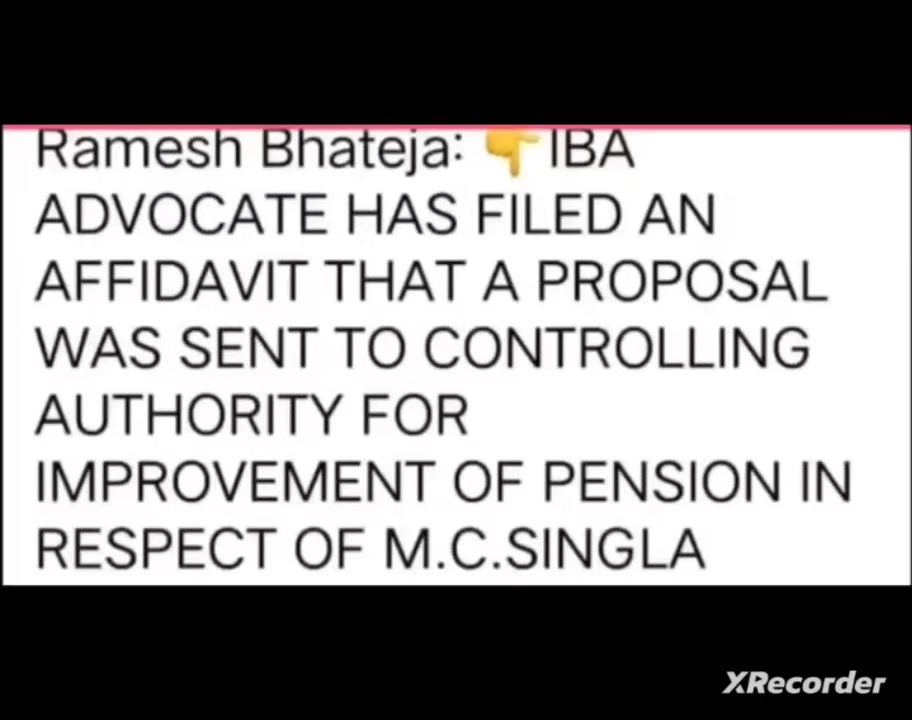 Ramesh Bhateja: 👇IBA
ADVOCATE HAS FILED AN
AFFIDAVIT THAT A PROPOSAL
WAS SENT TO CONTROLLING
AUTHORITY FOR
IMPROVEMENT OF PENSION IN
RESPECT OF M.C.SINGLA
XRecorder